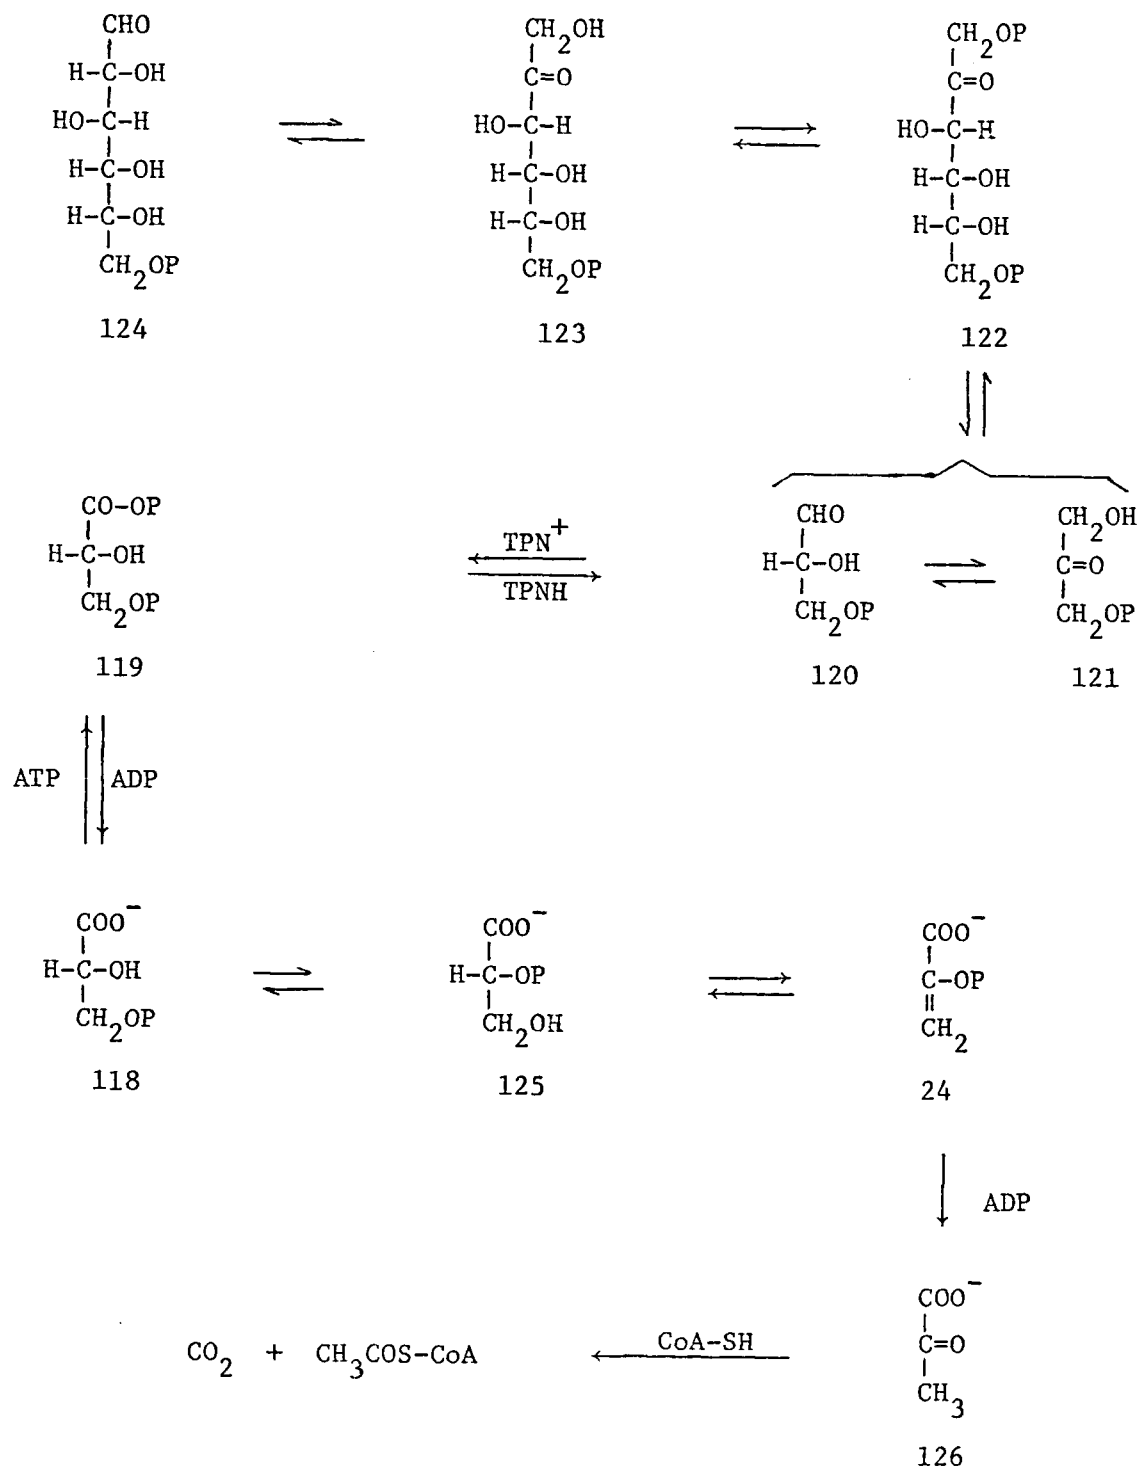 CHO
H-C-OH
HO-C-H
H-C-OH
H-C-OH
CH2OP
124
CH2OH
C=O
HO-C-H
H-C-OH
H-C-OH
CH2OP
123
CH2OP
C=O
HO-C-H
H-C-OH
H-C-OH
CH2OP
122
CO-OP
H-C-OH
CH2OP
119
TPN+
TPNH
CHO
H-C-OH
CH2OP
120
CH2OH
C=O
CH2OP
121
ATP
ADP
COO-
H-C-OH
CH2OP
118
COO-
H-C-OP
CH2OH
125
COO-
C-OP
CH2
24
ADP
CO2 + CH3COS-CoA
CoA-SH
COO-
C=O
CH3
126